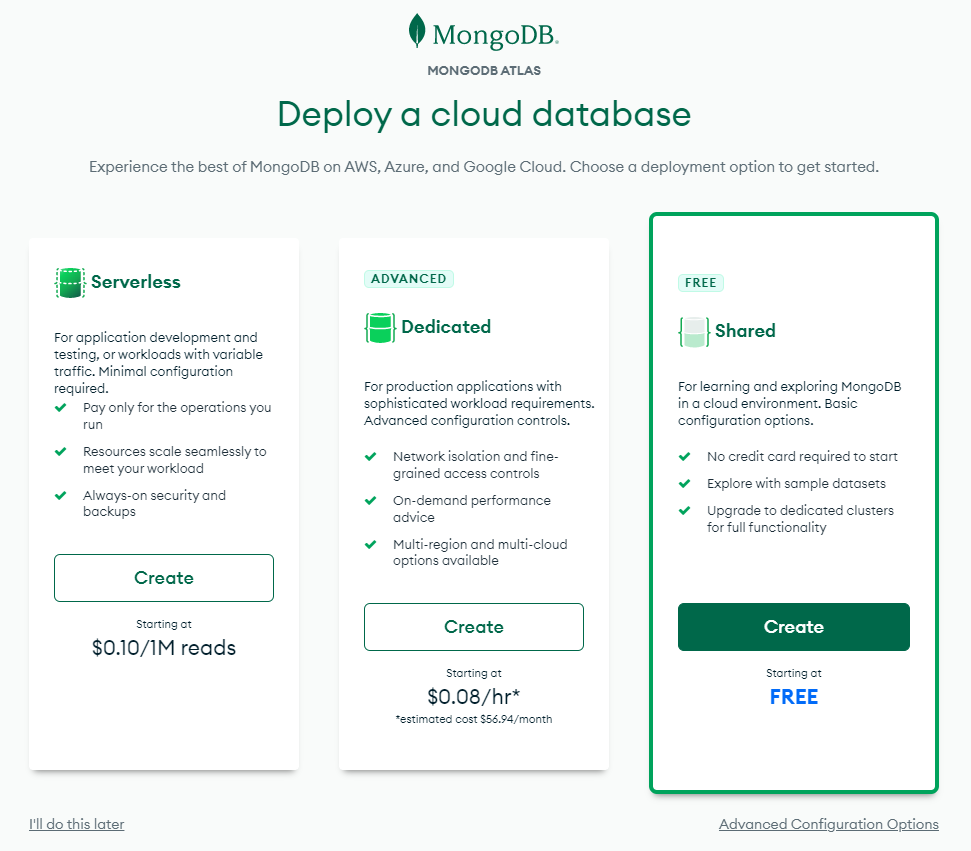 MongoDB.
MONGODB ATLAS
Deploy a cloud database
Experience the best of MongoDB on AWS, Azure, and Google Cloud. Choose a deployment option to get started.
Serverless
For application development and
testing, or workloads with variable
traffic. Minimal configuration
required.
Pay only for the operations you
run
Resources scale seamlessly to
meet your workload
Always-on security and
backups
Create
Starting at
$0.10/1M reads
ADVANCED
Dedicated
For production applications with
sophisticated workload requirements.
Advanced configuration controls.
Network isolation and fine-
grained access controls
On-demand performance
advice
Multi-region and multi-cloud
options available
Create
Starting at
$0.08/hr*
*estimated cost $56.94/month
FREE
Shared
For learning and exploring MongoDB
in a cloud environment. Basic
configuration options.
No credit card required to start
Explore with sample datasets
Upgrade to dedicated clusters
for full functionality
Create
Starting at
FREE
I'll do this later
Advanced Configuration Options